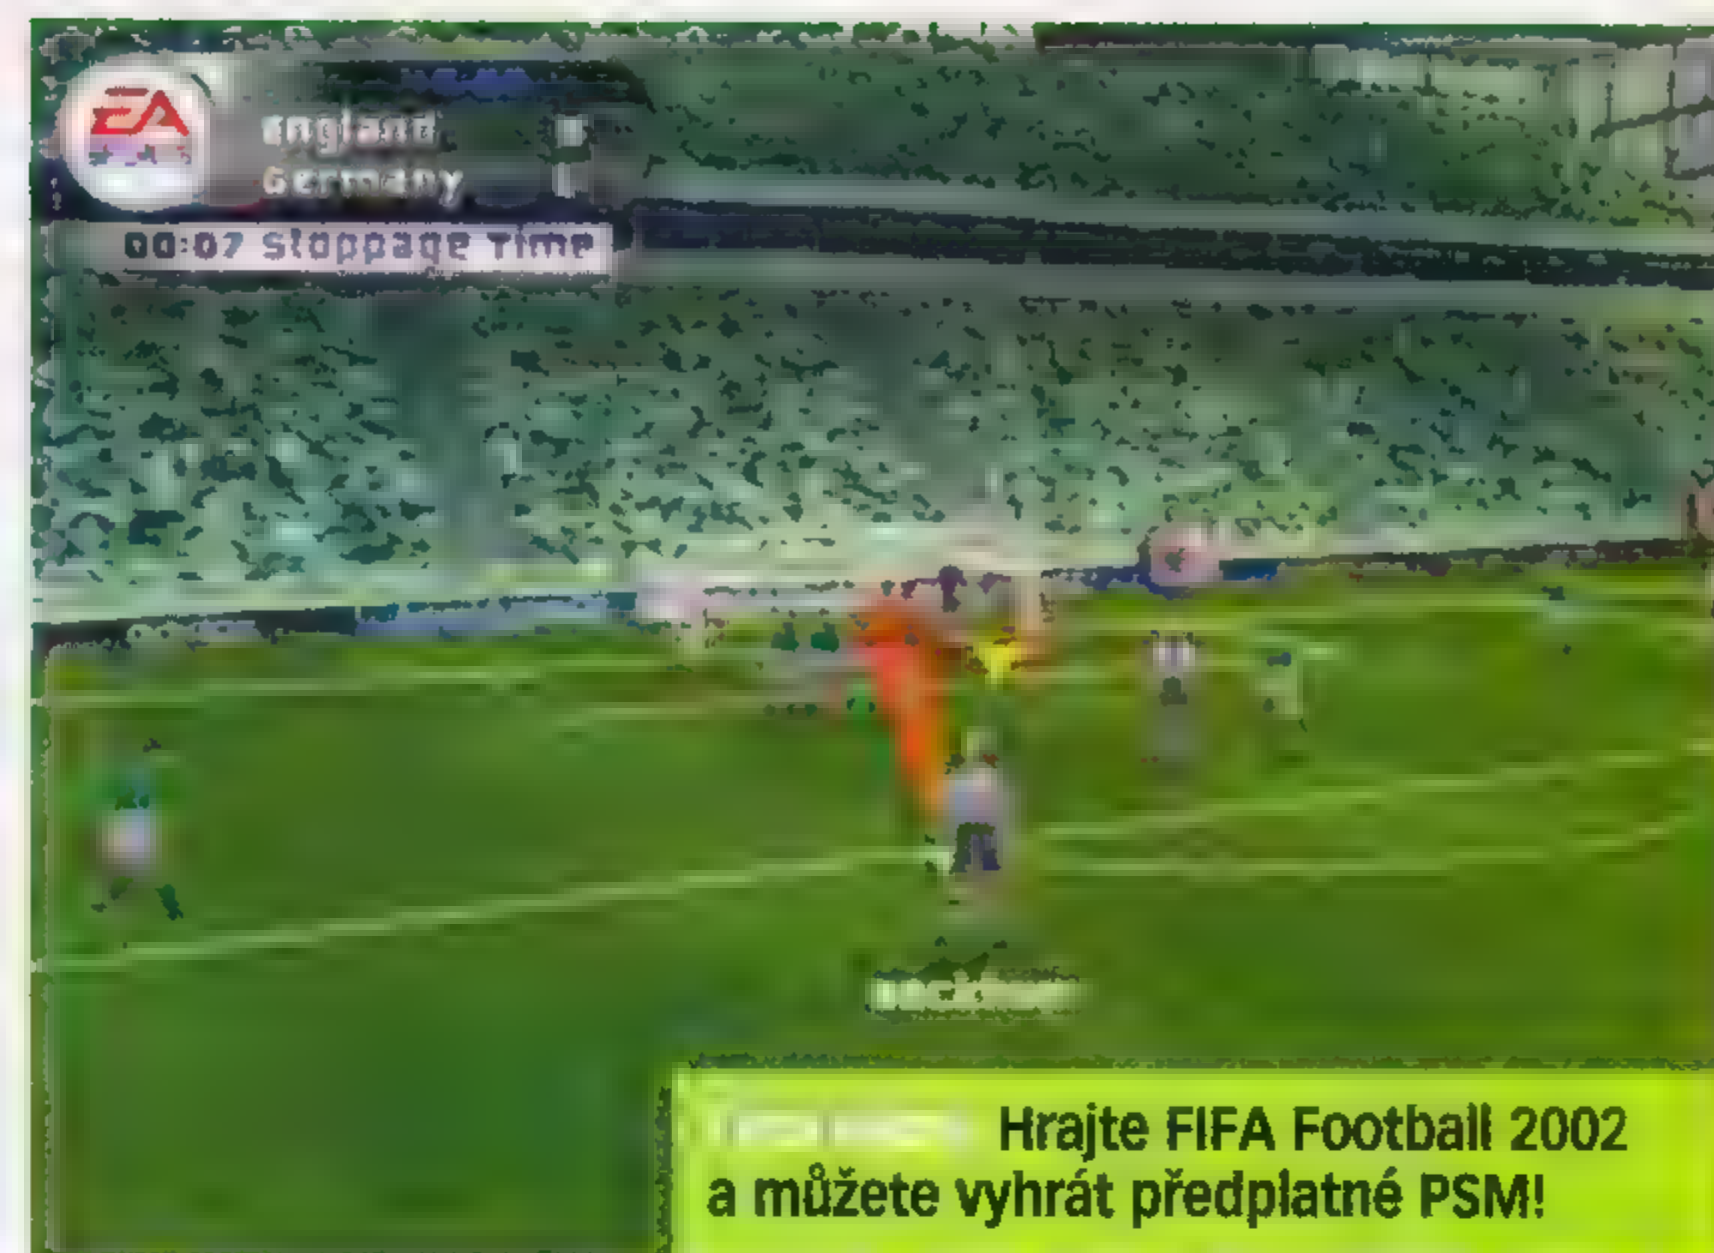 EA
England
Germany
00:07 Stoppage Time
Hrajte FIFA Football 2002
a můžete vyhrát předplatné PSM!